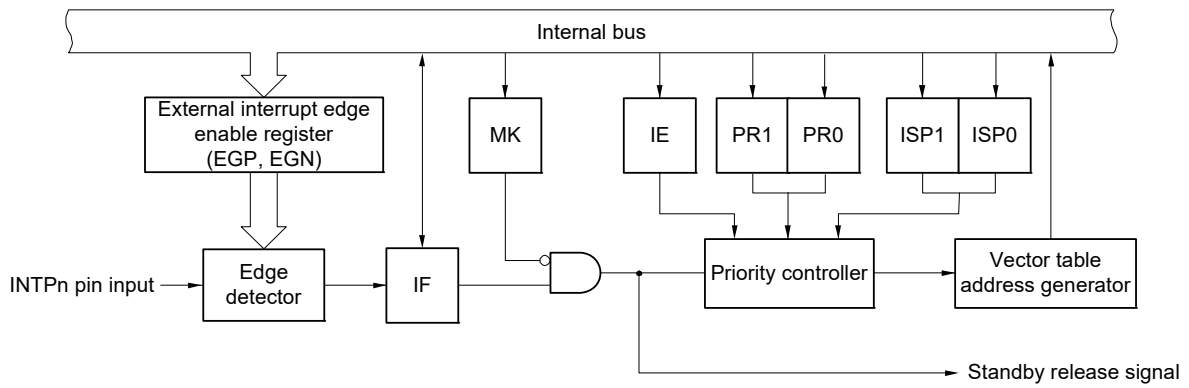 Internal bus
External interrupt edge
enable register
(EGP, EGN)
MK
IE
PR1
PR0
ISP1
ISP0
INTPn pin input
Edge
detector
IF
Priority controller
Vector table
address generator
Standby release signal